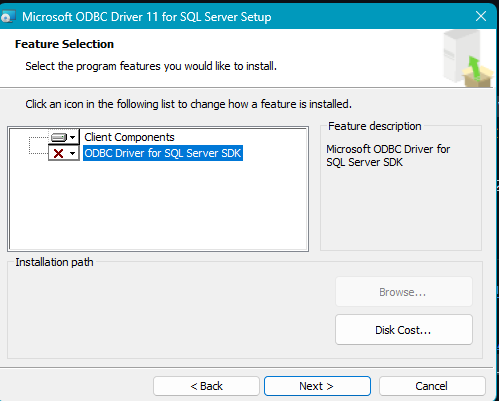 Microsoft ODBC Driver 11 for SQL Server Setup
Feature Selection
Select the program features you would like to install.
Click an icon in the following list to change how a feature is installed.
Client Components
ODBC Driver for SQL Server SDK
Feature description
Microsoft ODBC Driver for
SQL Server SDK
Installation path
Browse...
Disk Cost...
< Back
Next >
Cancel